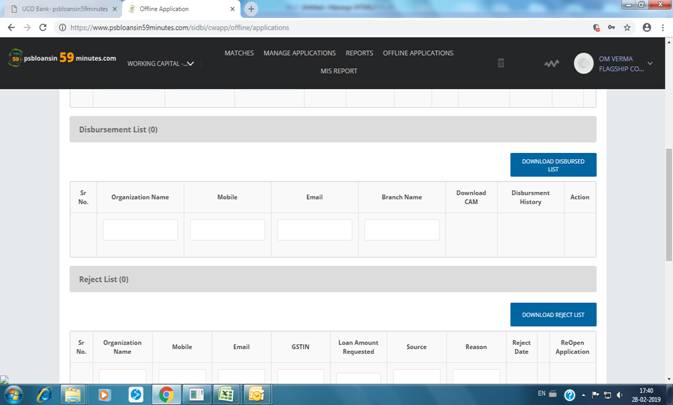 UCO Bank- psbloansin59minutes.c
Offline Application
https://www.psbloansin59minutes.com/sidbi/cwapp/offline/applications
psbloansin 59 minutes.com
WORKING CAPITAL -...
MATCHES MANAGE APPLICATIONS REPORTS OFFLINE APPLICATIONS
MIS REPORT
OM VERMA
FLAGSHIP CO...
Disbursement List (0)
DOWNLOAD DISBURSED
LIST
Sr No. Organization Name Mobile Email Branch Name Download CAM Disbursment History Action
Reject List (0)
DOWNLOAD REJECT LIST
Sr No. Organization Name Mobile Email GSTIN Loan Amount Requested Source Reason Reject Date ReOpen Application
EN
17:40
28-02-2019